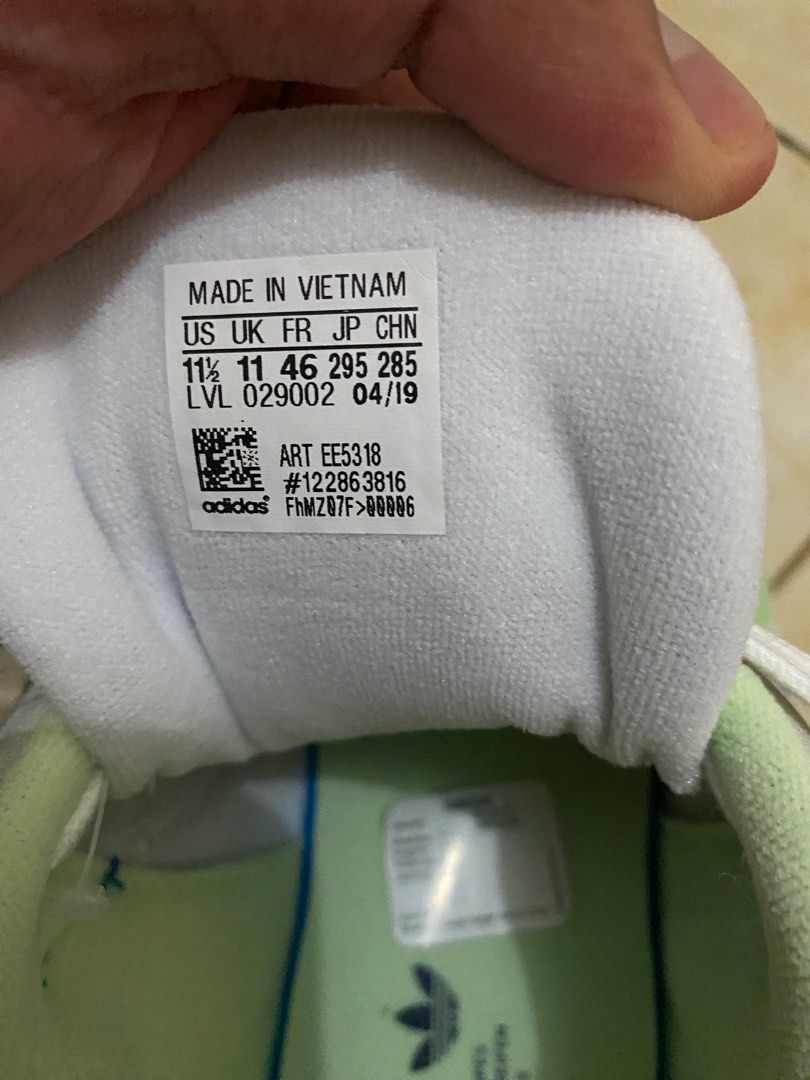 MADE IN VIETNAM
US UK FR JP CHN
11½ 11 46 295 285
LVL 029002 04/19
ART EE5318
#122863816
adidas® FhMZ07F>00006